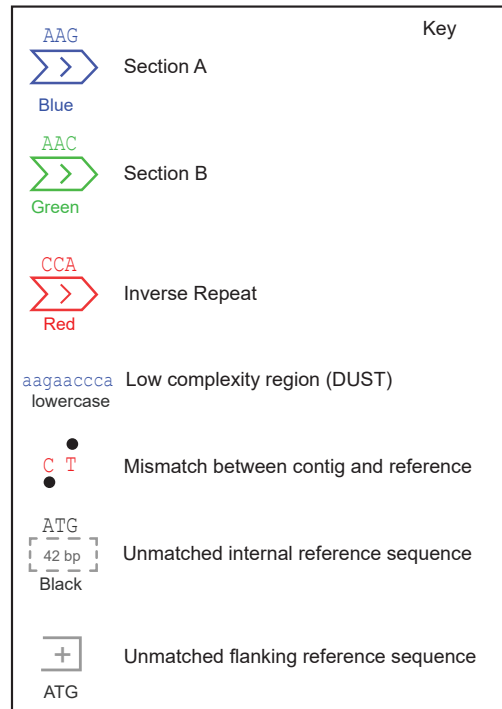 Key
AAG
Section A
Blue
AAC
Section B
Green
CCA
Inverse Repeat
Red
aagaaccca Low complexity region (DUST)
lowercase
C T
Mismatch between contig and reference
ATG
42 bp
Unmatched internal reference sequence
Black
+
Unmatched flanking reference sequence
ATG